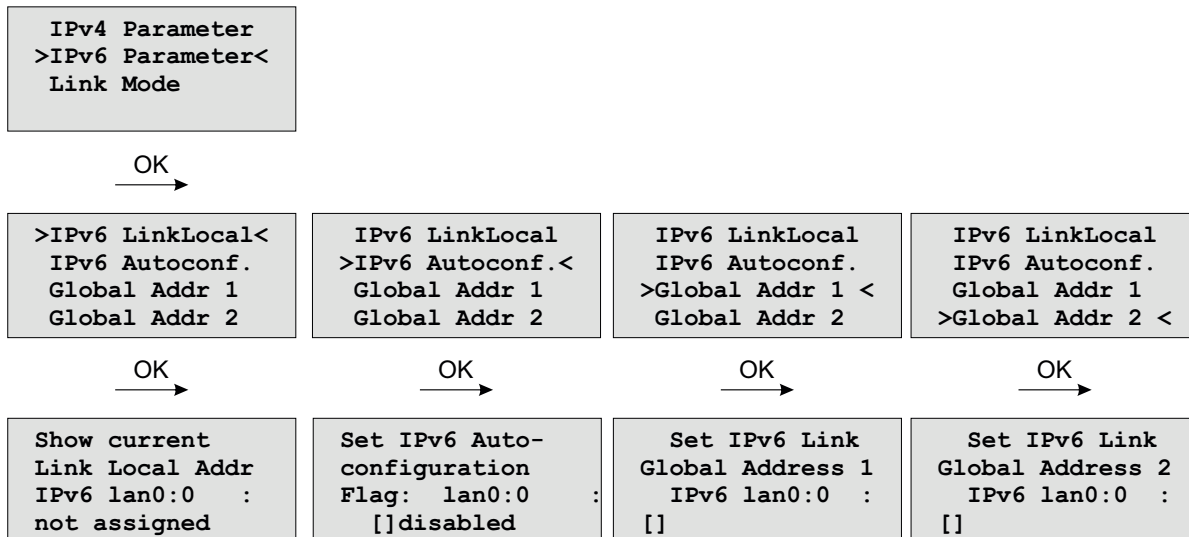 IPv4 Parameter
>IPv6 Parameter<
Link Mode
OK
>IPv6 LinkLocal<
IPv6 Autoconf.
Global Addr 1
Global Addr 2
IPv6 LinkLocal
>IPv6 Autoconf.<
Global Addr 1
Global Addr 2
IPv6 LinkLocal
IPv6 Autoconf.
>Global Addr 1 <
Global Addr 2
IPv6 LinkLocal
IPv6 Autoconf.
Global Addr 1
>Global Addr 2 <
OK
OK
OK
OK
Show current
Link Local Addr
IPv6 lan0:0 :
not assigned
Set IPv6 Auto-
configuration
Flag: lan0:0 :
[]disabled
Set IPv6 Link
Global Address 1
IPv6 lan0:0 :
[]
Set IPv6 Link
Global Address 2
IPv6 lan0:0 :
[]